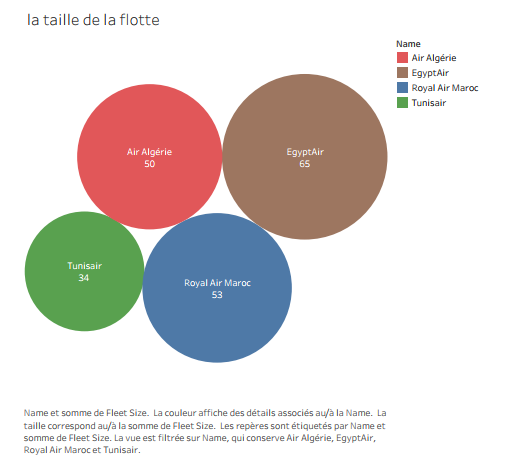 la taille de la flotte
Name
Air Algérie
EgyptAir
Royal Air Maroc
Tunisair
Air Algérie
50
EgyptAir
65
Tunisair
34
Royal Air Maroc
53
Name et somme de Fleet Size. La couleur affiche des détails associés au/à la Name. La
taille correspond au/à la somme de Fleet Size. Les repères sont étiquetés par Name et
somme de Fleet Size. La vue est filtrée sur Name, qui conserve Air Algérie, EgyptAir,
Royal Air Maroc et Tunisair.